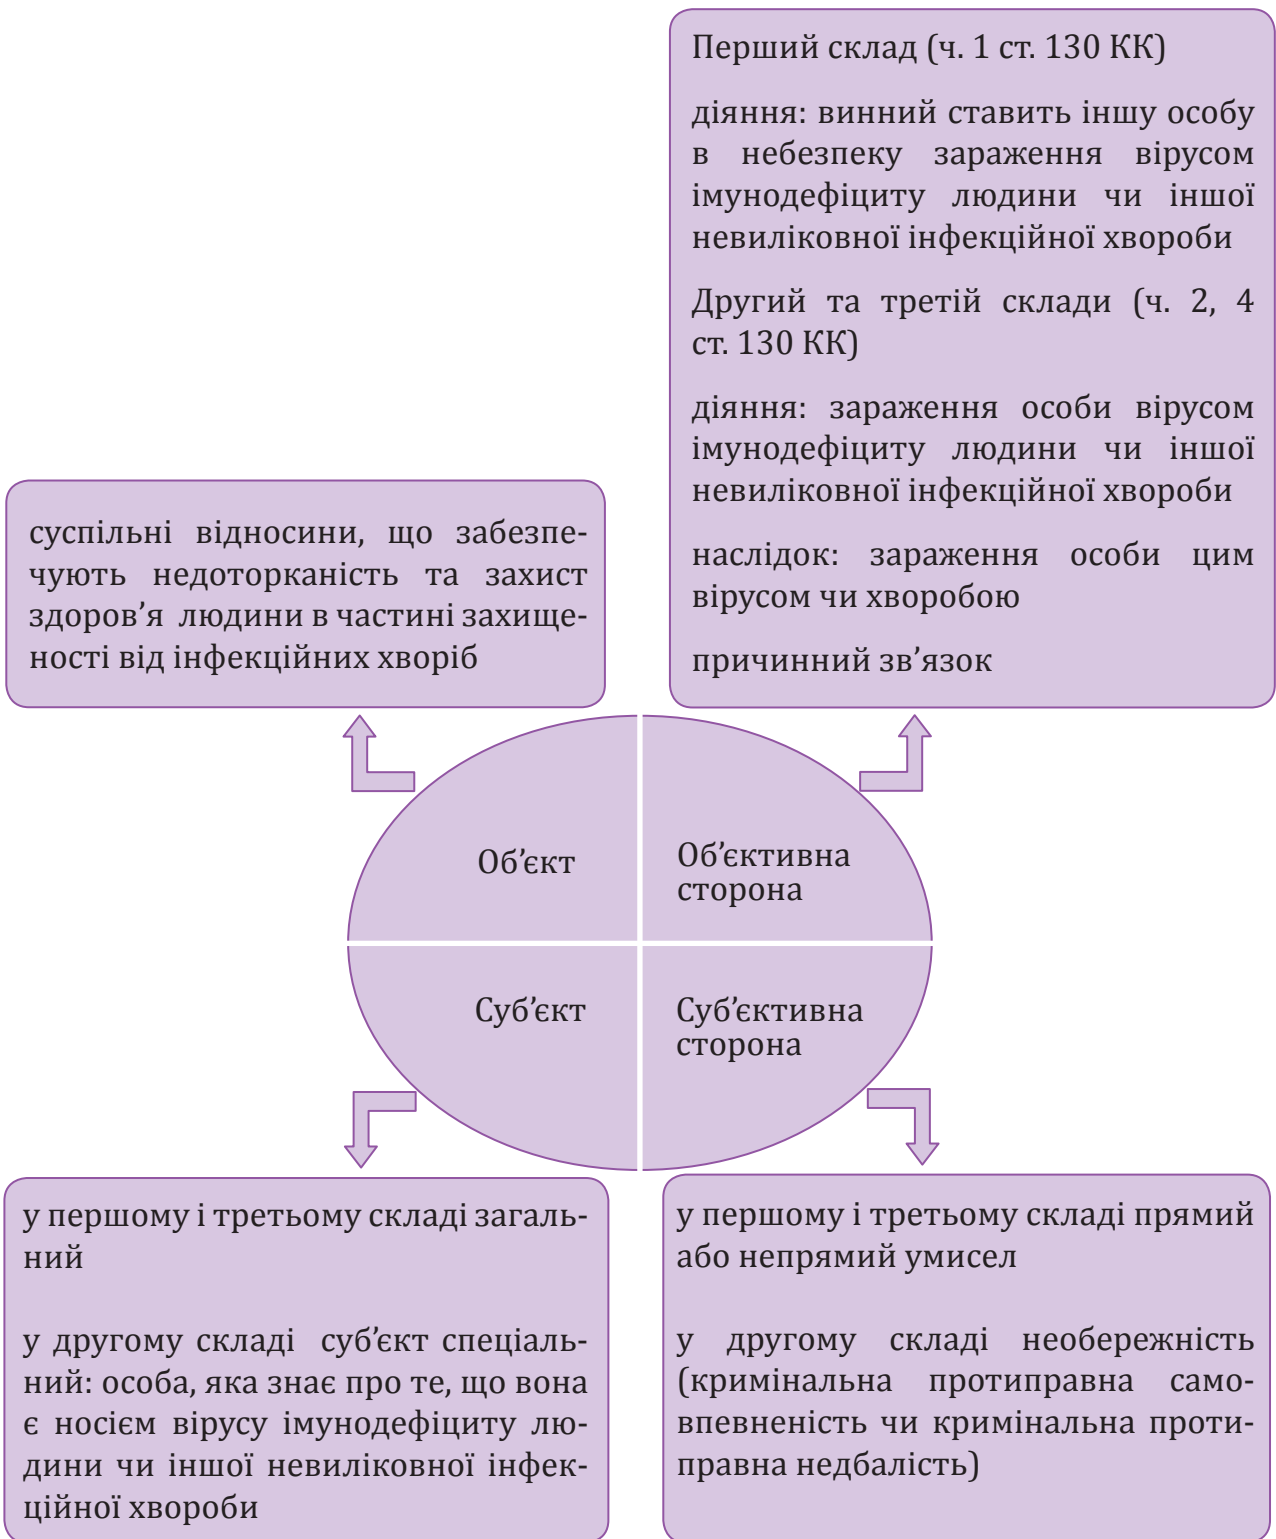 Перший склад (ч. 1 ст. 130 КК)
діяння: винний ставить іншу особу
в небезпеку зараження вірусом
імунодефіциту людини чи іншої
невиліковної інфекційної хвороби
Другий та третій склади (ч. 2, 4
ст. 130 КК)
діяння: зараження особи вірусом
імунодефіциту людини чи іншої
невиліковної інфекційної хвороби
наслідок: зараження особи цим
вірусом чи хворобою
причинний зв’язок
суспільні відносини, що забезпе-
чують недоторканість та захист
здоров’я людини в частині захище-
ності від інфекційних хворіб
Об’єкт
Об’єктивна
сторона
Суб’єкт
Суб’єктивна
сторона
у першому і третьому складі загаль-
ний
у другому складі суб’єкт спеціаль-
ний: особа, яка знає про те, що вона
є носієм вірусу імунодефіциту лю-
дини чи іншої невиліковної інфек-
ційної хвороби
у першому і третьому складі прямий
або непрямий умисел
у другому складі необережність
(кримінальна протиправна само-
впевненість чи кримінальна проти-
правна недбалість)